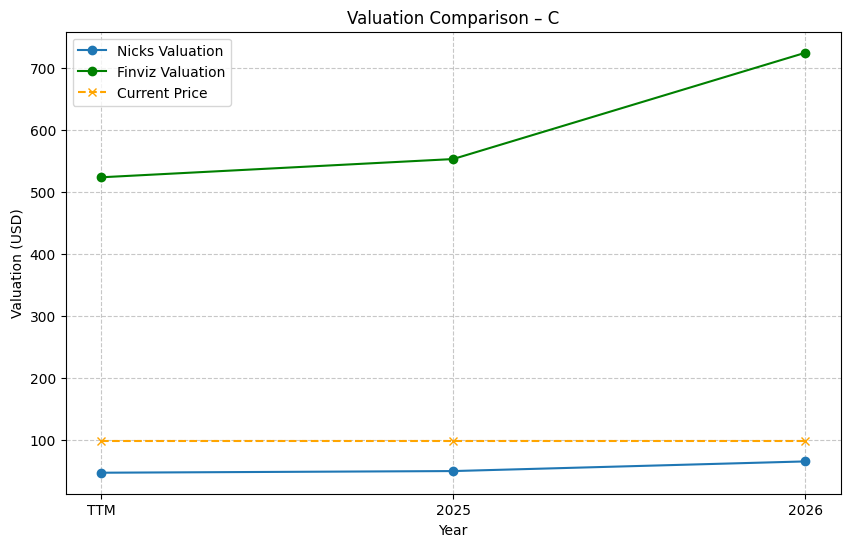 Valuation Comparison – C
Nicks Valuation
Finviz Valuation
Current Price
Valuation (USD)
700
600
500
400
300
200
100
TTM
2025
2026
Year